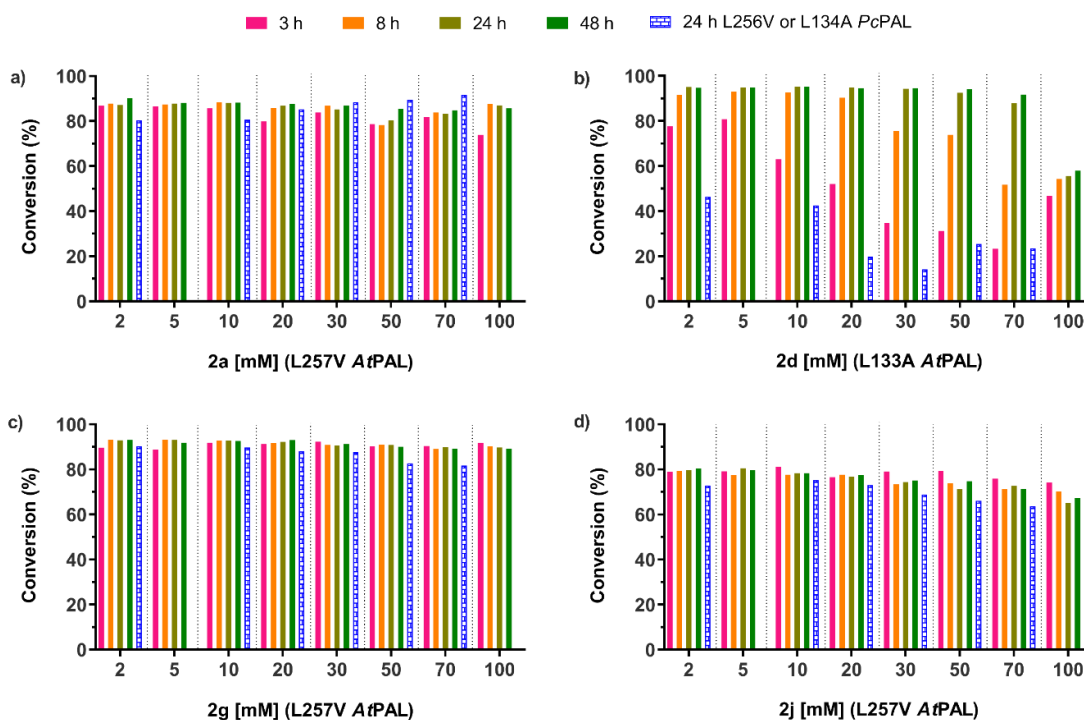 3 h 8 h 24 h 48 h 24 h L256V or L134A PcPAL
a)
Conversion (%)
100
80
60
40
20
0
2 5 10 20 30 50 70 100
2a [mM] (L257V AtPAL)
b)
Conversion (%)
100
80
60
40
20
0
2 5 10 20 30 50 70 100
2d [mM] (L133A AtPAL)
c)
Conversion (%)
100
80
60
40
20
0
2 5 10 20 30 50 70 100
2g [mM] (L257V AtPAL)
d)
Conversion (%)
100
80
60
40
20
0
2 5 10 20 30 50 70 100
2j [mM] (L257V AtPAL)